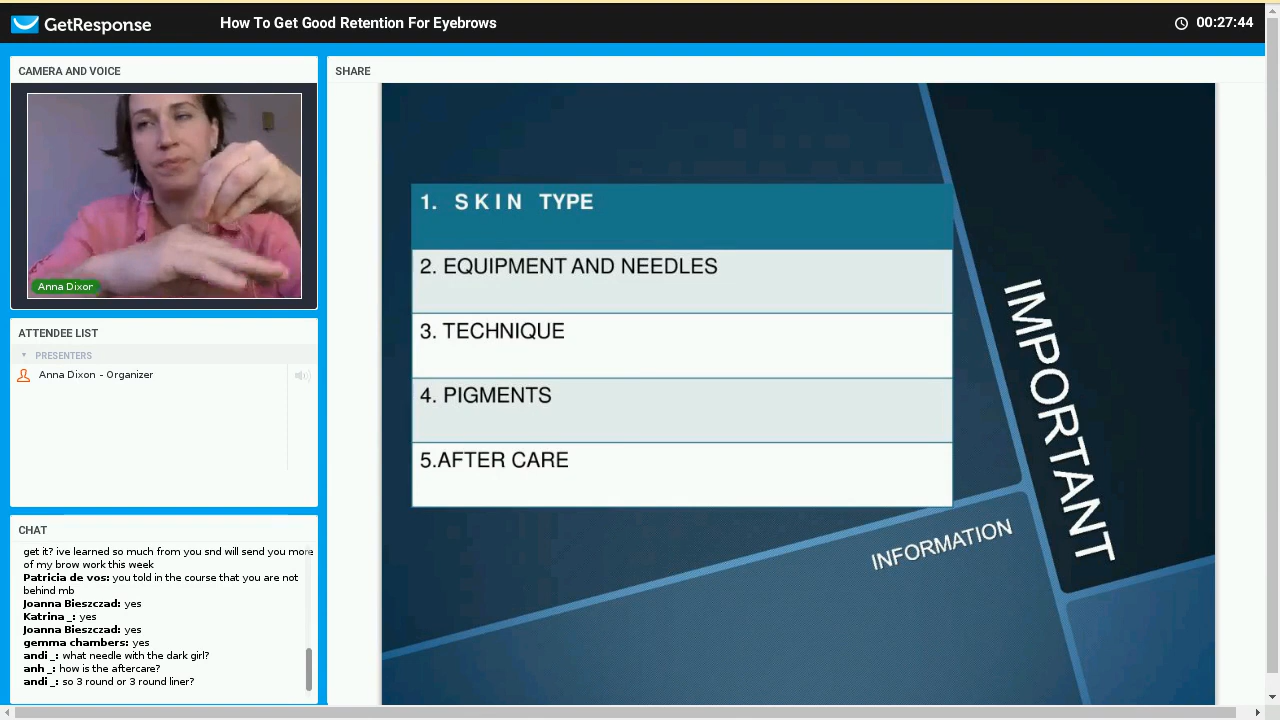 GetResponse
How To Get Good Retention For Eyebrows
00:27:44
CAMERA AND VOICE
Anna Dixon
ATTENDEE LIST
PRESENTERS
Anna Dixon - Organizer
CHAT
get it? ive learned so much from you snd will send you more
of my brow work this week
Patricia de vos: you told in the course that you are not
behind mb
Joanna Bieszczad: yes
Katrina _: yes
Joanna Bieszczad: yes
gemma chambers: yes
andi _: what needle with the dark girl?
anh _: how is the aftercare?
andi _: so 3 round or 3 round liner?
SHARE
1. SKIN TYPE
2. EQUIPMENT AND NEEDLES
3. TECHNIQUE
4. PIGMENTS
5.AFTER CARE
IMPORTANT
INFORMATION